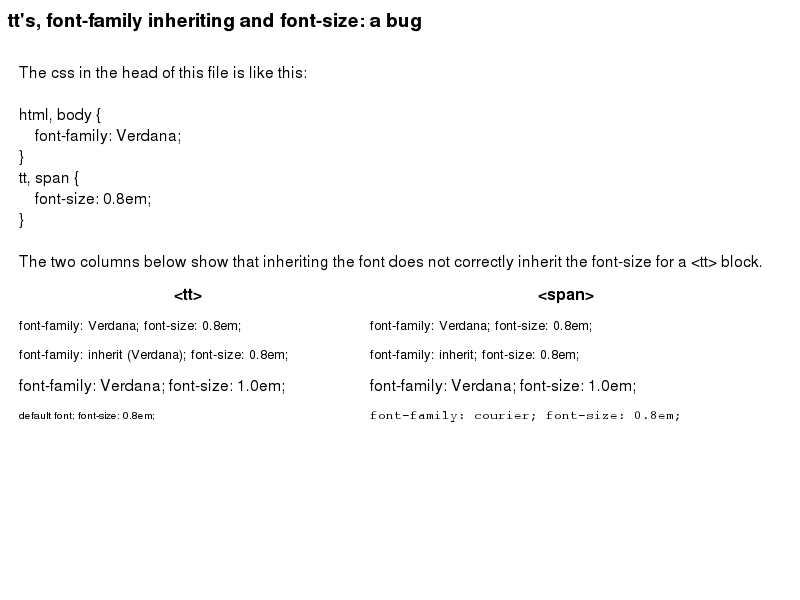 tt's, font-family inheriting and font-size: a bug
The css in the head of this file is like this:
html, body {
font-family: Verdana;
}
tt, span {
font-size: 0.8em;
}
The two columns below show that inheriting the font does not correctly inherit the font-size for a <tt> block.
<tt> <span>
font-family: Verdana; font-size: 0.8em; font-family: Verdana; font-size: 0.8em;
font-family: inherit (Verdana); font-size: 0.8em; font-family: inherit; font-size: 0.8em;
font-family: Verdana; font-size: 1.0em; font-family: Verdana; font-size: 1.0em;
default font; font-size: 0.8em; font-family: courier; font-size: 0.8em;